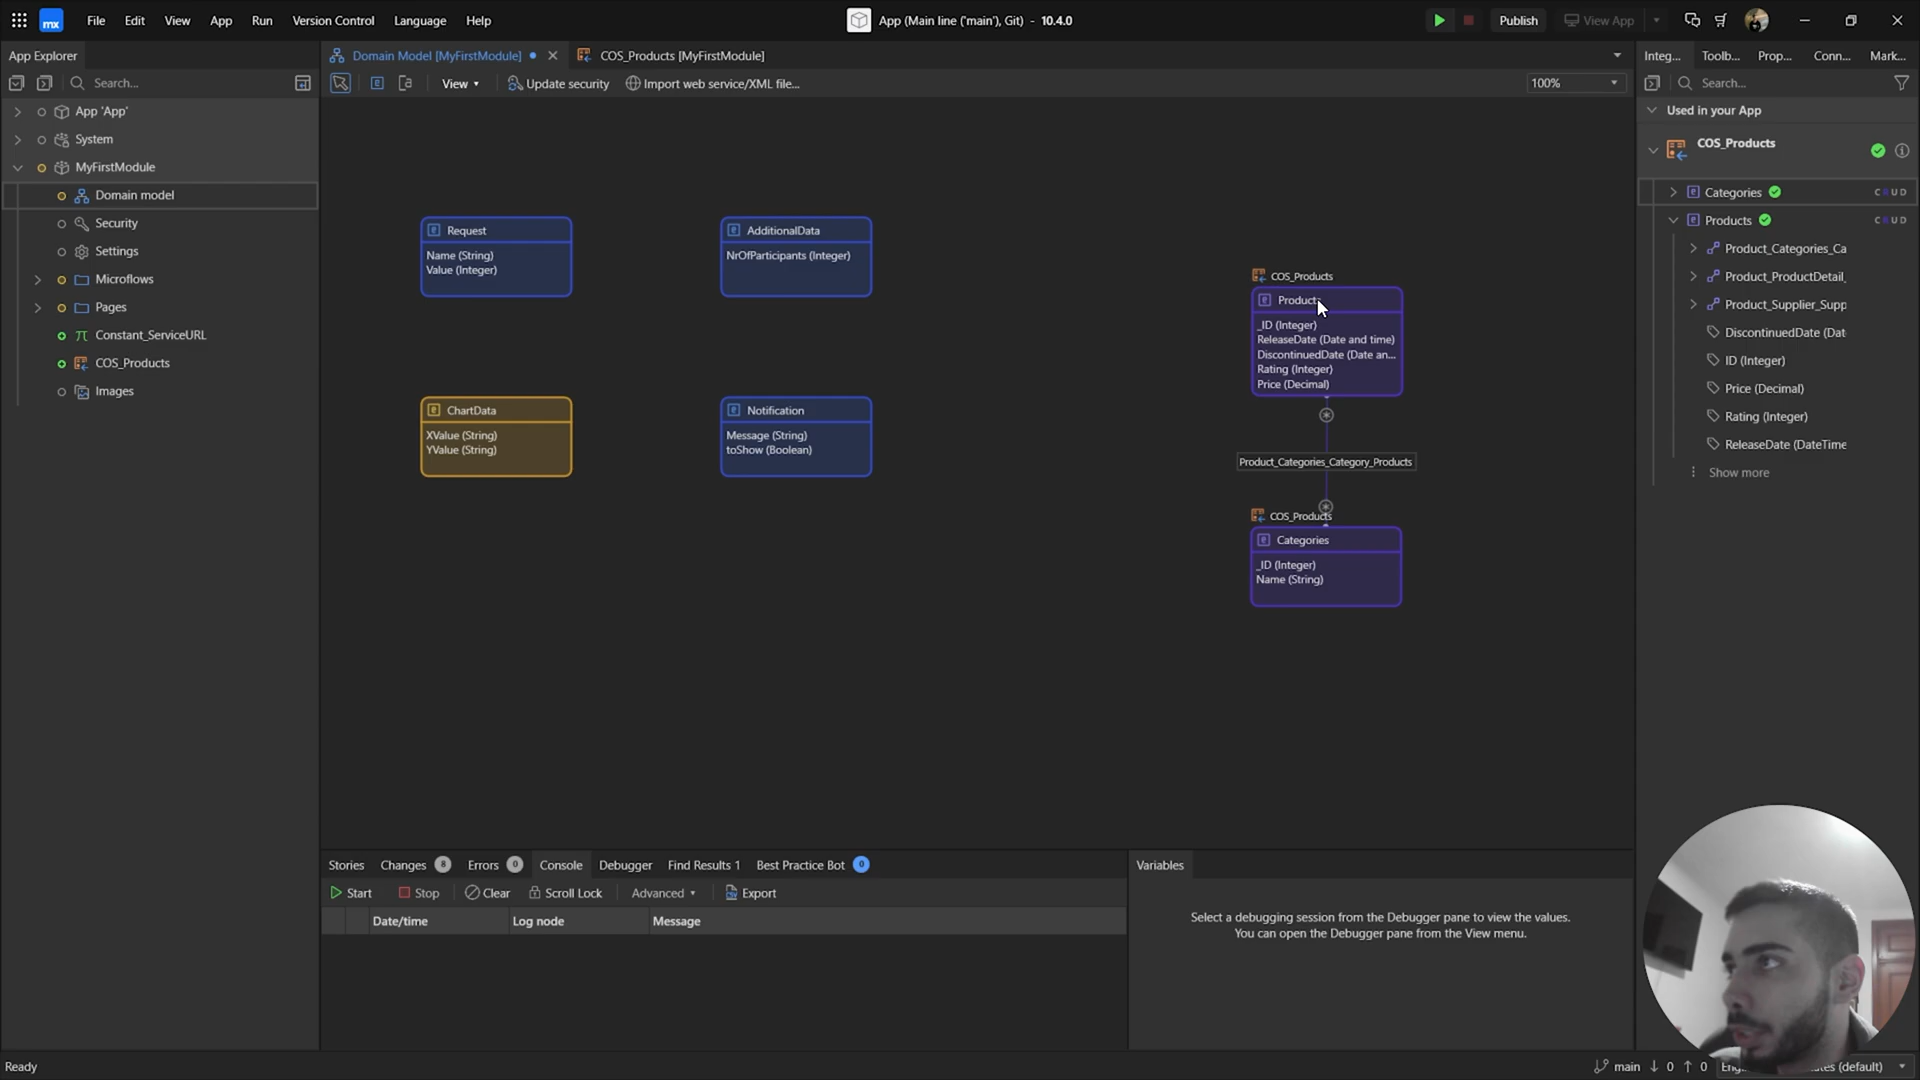 mx File Edit View App Run Version Control Language Help
App (Main line ('main'), Git) - 10.4.0
Publish View App
App Explorer
Search...
App 'App'
System
MyFirstModule
Domain model
Security
Settings
Microflows
Pages
Constant_ServiceURL
COS_Products
Images
Domain Model [MyFirstModule]
COS_Products [MyFirstModule]
View Update security Import web service/XML file...
100%
Request
Name (String)
Value (Integer)
AdditionalData
NrOfParticipants (Integer)
ChartData
XValue (String)
YValue (String)
Notification
Message (String)
toShow (Boolean)
COS_Products
Products
_ID (Integer)
ReleaseDate (Date and time)
DiscontinuedDate (Date an...
Rating (Integer)
Price (Decimal)
Product_Categories_Category_Products
COS_Products
Categories
_ID (Integer)
Name (String)
Integ... Toolb... Prop... Conn... Mark...
Search...
Used in your App
COS_Products
Categories C R U D
Products C R U D
Product_Categories_Ca
Product_ProductDetail_
Product_Supplier_Supp
DiscontinuedDate (Dat
ID (Integer)
Price (Decimal)
Rating (Integer)
ReleaseDate (DateTime
Show more
Stories Changes 8 Errors 0 Console Debugger Find Results 1 Best Practice Bot 0
Start Stop Clear Scroll Lock Advanced Export
Date/time Log node Message
Variables
Select a debugging session from the Debugger pane to view the values.
You can open the Debugger pane from the View menu.
Ready
main 0 0
(default)